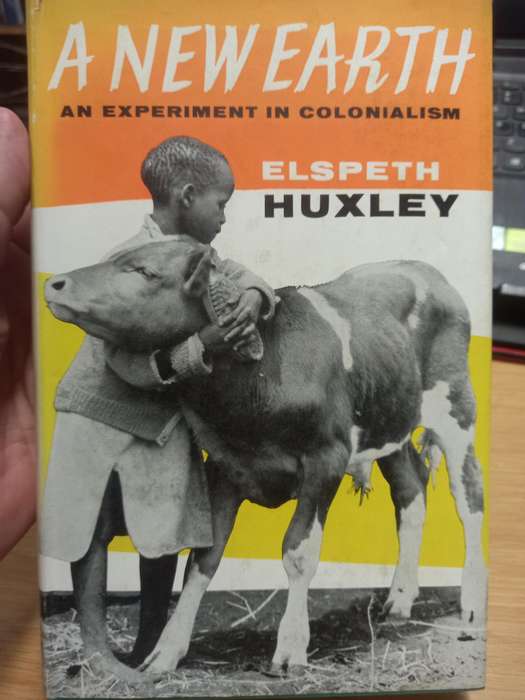 A NEW EARTH
AN EXPERIMENT IN COLONIALISM
ELSPETH
HUXLEY